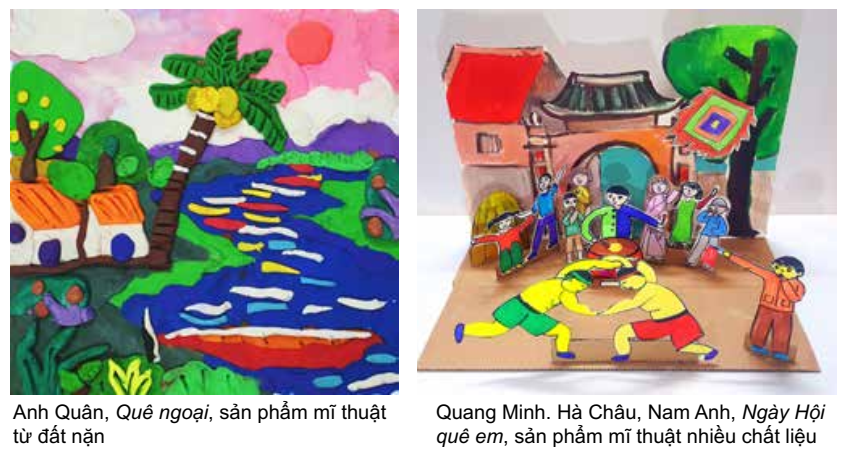 Anh Quân, Quê ngoại, sản phẩm mĩ thuật
từ đất nặn
Quang Minh. Hà Châu, Nam Anh, Ngày Hội
quê em, sản phẩm mĩ thuật nhiều chất liệu